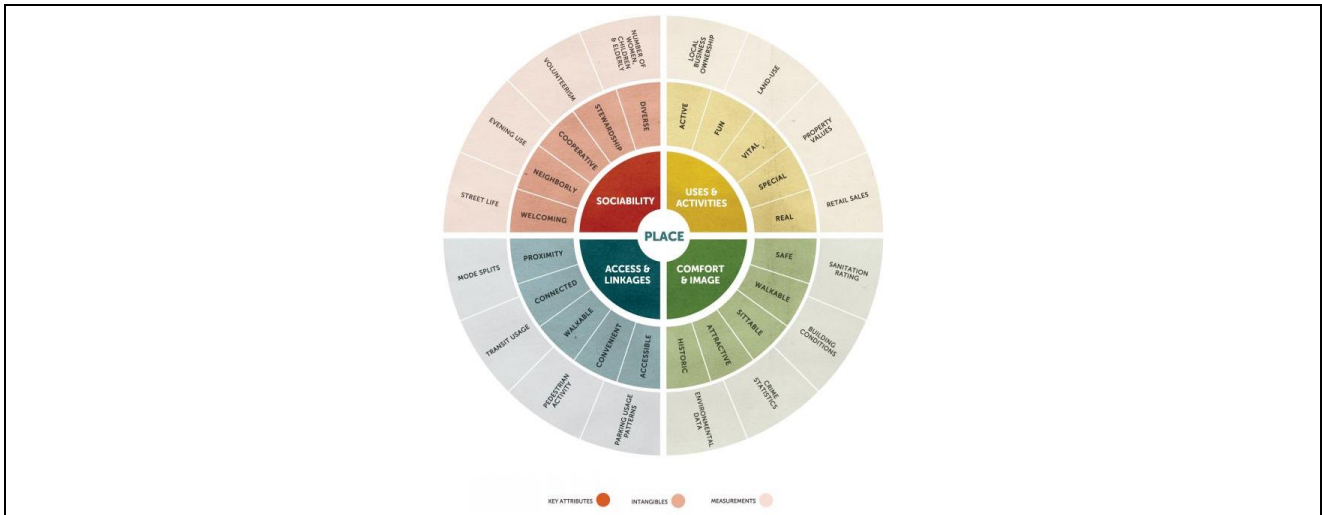 NUMBER OF
WOMEN,
CHILDREN
& ELDERLY
VOLUNTEERISM
EVENING USE
STREET LIFE
DIVERSE
STEWARDSHIP
COOPERATIVE
NEIGHBORLY
WELCOMING
SOCIABILITY
LOCAL
BUSINESS
OWNERSHIP
LAND-USE
PROPERTY
VALUES
RETAIL SALES
ACTIVE
FUN
VITAL
SPECIAL
REAL
USES &
ACTIVITIES
PLACE
ACCESS &
LINKAGES
PROXIMITY
CONNECTED
WALKABLE
CONVENIENT
ACCESSIBLE
MODE SPLITS
TRANSIT USAGE
PEDESTRIAN
ACTIVITY
PARKING USAGE
PATTERNS
COMFORT
& IMAGE
SAFE
WALKABLE
SITTABLE
ATTRACTIVE
HISTORIC
SANITATION
RATING
BUILDING
CONDITIONS
CRIME
STATISTICS
ENVIRONMENTAL
DATA
KEY ATTRIBUTES
INTANGIBLES
MEASUREMENTS